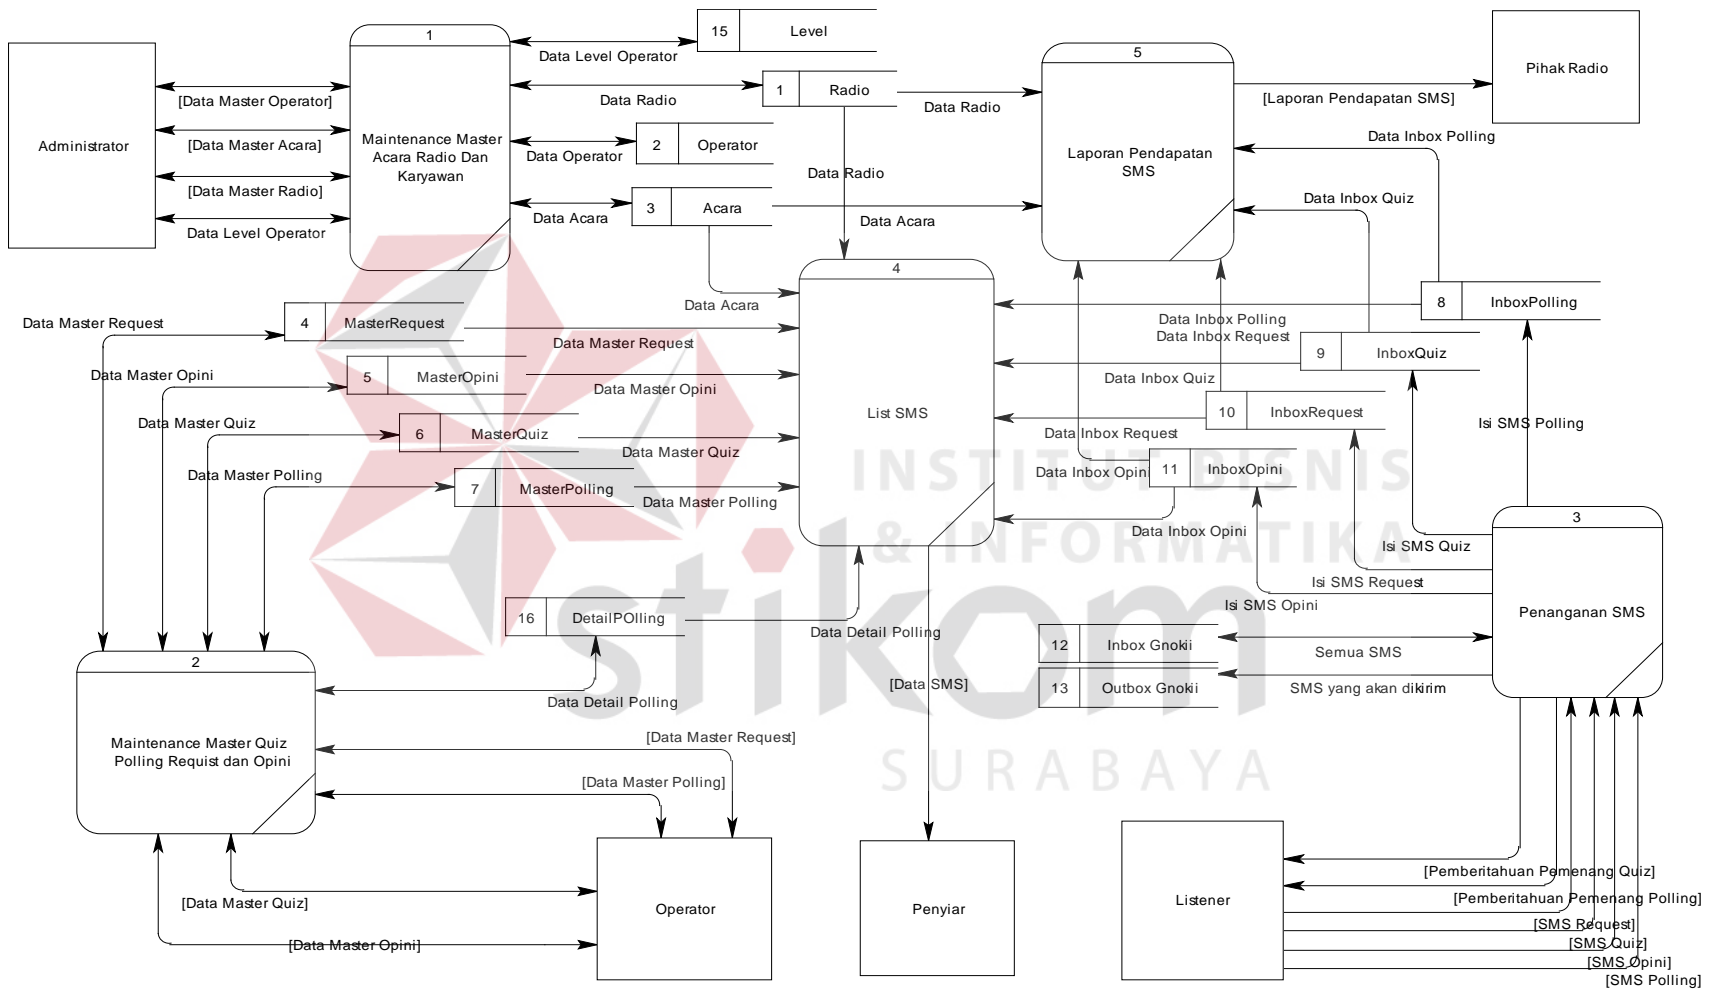 1
15 Level
5
Data Level Operator
Pihak Radio
[Data Master Operator]
1 Radio
Data Radio
Data Radio
[Laporan Pendapatan SMS]
Administrator
[Data Master Acara]
Maintenance Master
Acara Radio Dan
Karyawan
2 Operator
Data Operator
Data Inbox Polling
Laporan Pendapatan
SMS
Data Radio
[Data Master Radio]
3 Acara
Data Acara
Data Acara
Data Inbox Quiz
Data Level Operator
4
Data Acara
8 InboxPolling
Data Master Request
4 MasterRequest
Data Master Request
Data Inbox Polling
Data Inbox Request
9 InboxQuiz
Data Master Opini
5 MasterOpini
Data Master Opini
Data Inbox Quiz
List SMS
10 InboxRequest
Data Master Quiz
6 MasterQuiz
Data Master Quiz
Data Inbox Request
Isi SMS Polling
Data Master Polling
7 MasterPolling
Data Master Polling
Data Inbox Opini
11 InboxOpini
INSTITUT BISNIS
& INFORMATIKA
stikom
SURABAYA
Data Inbox Opini
3
Isi SMS Quiz
Isi SMS Request
Isi SMS Opini
Penanganan SMS
16 DetailPOlling
Data Detail Polling
12 Inbox Gnokii
Semua SMS
13 Outbox Gnokii
SMS yang akan dikirim
2
[Data SMS]
Data Detail Polling
Maintenance Master Quiz
Polling Requist dan Opini
[Data Master Request]
[Data Master Polling]
[Data Master Quiz]
[Data Master Opini]
Operator
Penyiar
Listener
[Pemberitahuan Pemenang Quiz]
[Pemberitahuan Pemenang Polling]
[SMS Request]
[SMS Quiz]
[SMS Opini]
[SMS Polling]